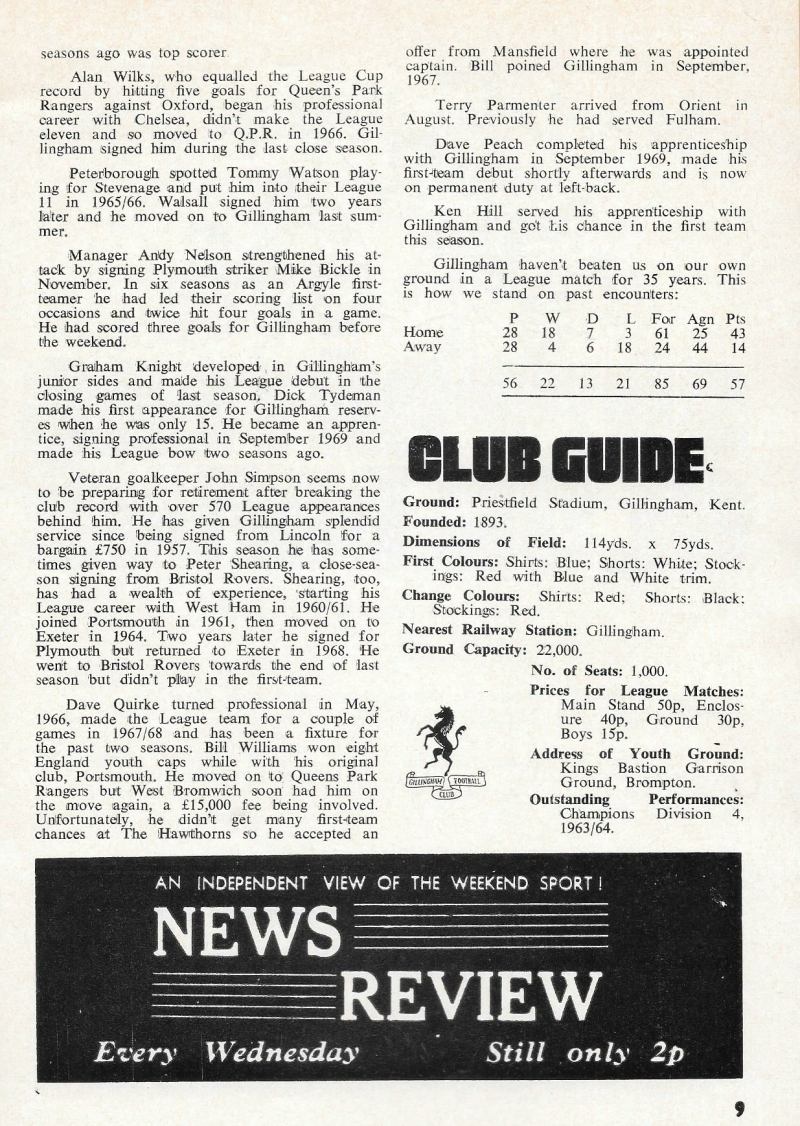 seasons ago was top scorer
Alan Wilks, who equalled the League Cup
record by hitting five goals for Queen's Park
Rangers against Oxford, began his professional
career with Chelsea, didn't make the League
eleven and so moved to Q.P.R. in 1966. Gil-
lingham signed him during the last close season.
Peterborough spotted Tommy Watson play-
ing for Stevenage and put him into their League
11 in 1965/66. Walsall signed him two years
later and he moved on to Gillingham last sum-
mer.
Manager Andy Nelson strengthened his at-
tack by signing Plymouth striker Mike Bickle in
November. In six seasons as an Argyle first-
teamer he had led their scoring list on four
occasions and twice hit four goals in a game.
He had scored three goals for Gillingham before
the weekend.
Graham Knight developed in Gillingham's
junior sides and made his League debut in the
closing games of last season. Dick Tydeman
made his first appearance for Gillingham reserv-
es when he was only 15. He became an appren-
tice, signing professional in September 1969 and
made his League bow two seasons ago.
Veteran goalkeeper John Simpson seems now
to be preparing for retirement after breaking the
club record with over 570 League appearances
behind him. He has given Gillingham splendid
service since being signed from Lincoln for a
bargain £750 in 1957. This season he has some-
times given way to Peter Shearing, a close-sea-
son signing from Bristol Rovers. Shearing, too,
has had a wealth of experience, starting his
League career with West Ham in 1960/61. He
joined Portsmouth in 1961, then moved on to
Exeter in 1964. Two years later he signed for
Plymouth but returned to Exeter in 1968. He
went to Bristol Rovers towards the end of last
season but didn't play in the first-team.
Dave Quirke turned professional in May,
1966, made the League team for a couple of
games in 1967/68 and has been a fixture for
the past two seasons. Bill Williams won eight
England youth caps while with his original
club, Portsmouth. He moved on to Queens Park
Rangers but West Bromwich soon had him on
the move again, a £15,000 fee being involved.
Unfortunately, he didn't get many first-team
chances at The Hawthorns so he accepted an
offer from Mansfield where he was appointed
captain. Bill poined Gillingham in September,
1967.
Terry Parmenter arrived from Orient in
August. Previously he had served Fulham.
Dave Peach completed his apprenticeship
with Gillingham in September 1969, made his
first-team debut shortly afterwards and is now
on permanent duty at left-back.
Ken Hill served his apprenticeship with
Gillingham and got his chance in the first team
this season.
Gillingham haven't beaten us on our own
ground in a League match for 35 years. This
is how we stand on past encounters:
P W D L For Agn Pts
Home 28 18 7 3 61 25 43
Away 28 4 6 18 24 44 14
56 22 13 21 85 69 57
CLUB GUIDE
Ground: Priestfield Stadium, Gillingham, Kent.
Founded: 1893.
Dimensions of Field: 114yds. x 75yds.
First Colours: Shirts: Blue; Shorts: White; Stock-
ings: Red with Blue and White trim.
Change Colours: Shirts: Red; Shorts: Black:
Stockings: Red.
Nearest Railway Station: Gillingham.
Ground Capacity: 22,000.
No. of Seats: 1,000.
Prices for League Matches:
Main Stand 50p, Enclos-
ure 40p, Ground 30p,
Boys 15p.
Address of Youth Ground:
Kings Bastion Garrison
Ground, Brompton.
Outstanding Performances:
Champions Division 4,
1963/64.
GILLINGHAM FOOTBALL
CLUB
AN INDEPENDENT VIEW OF THE WEEKEND SPORT!
NEWS
REVIEW
Every Wednesday Still only 2p
9